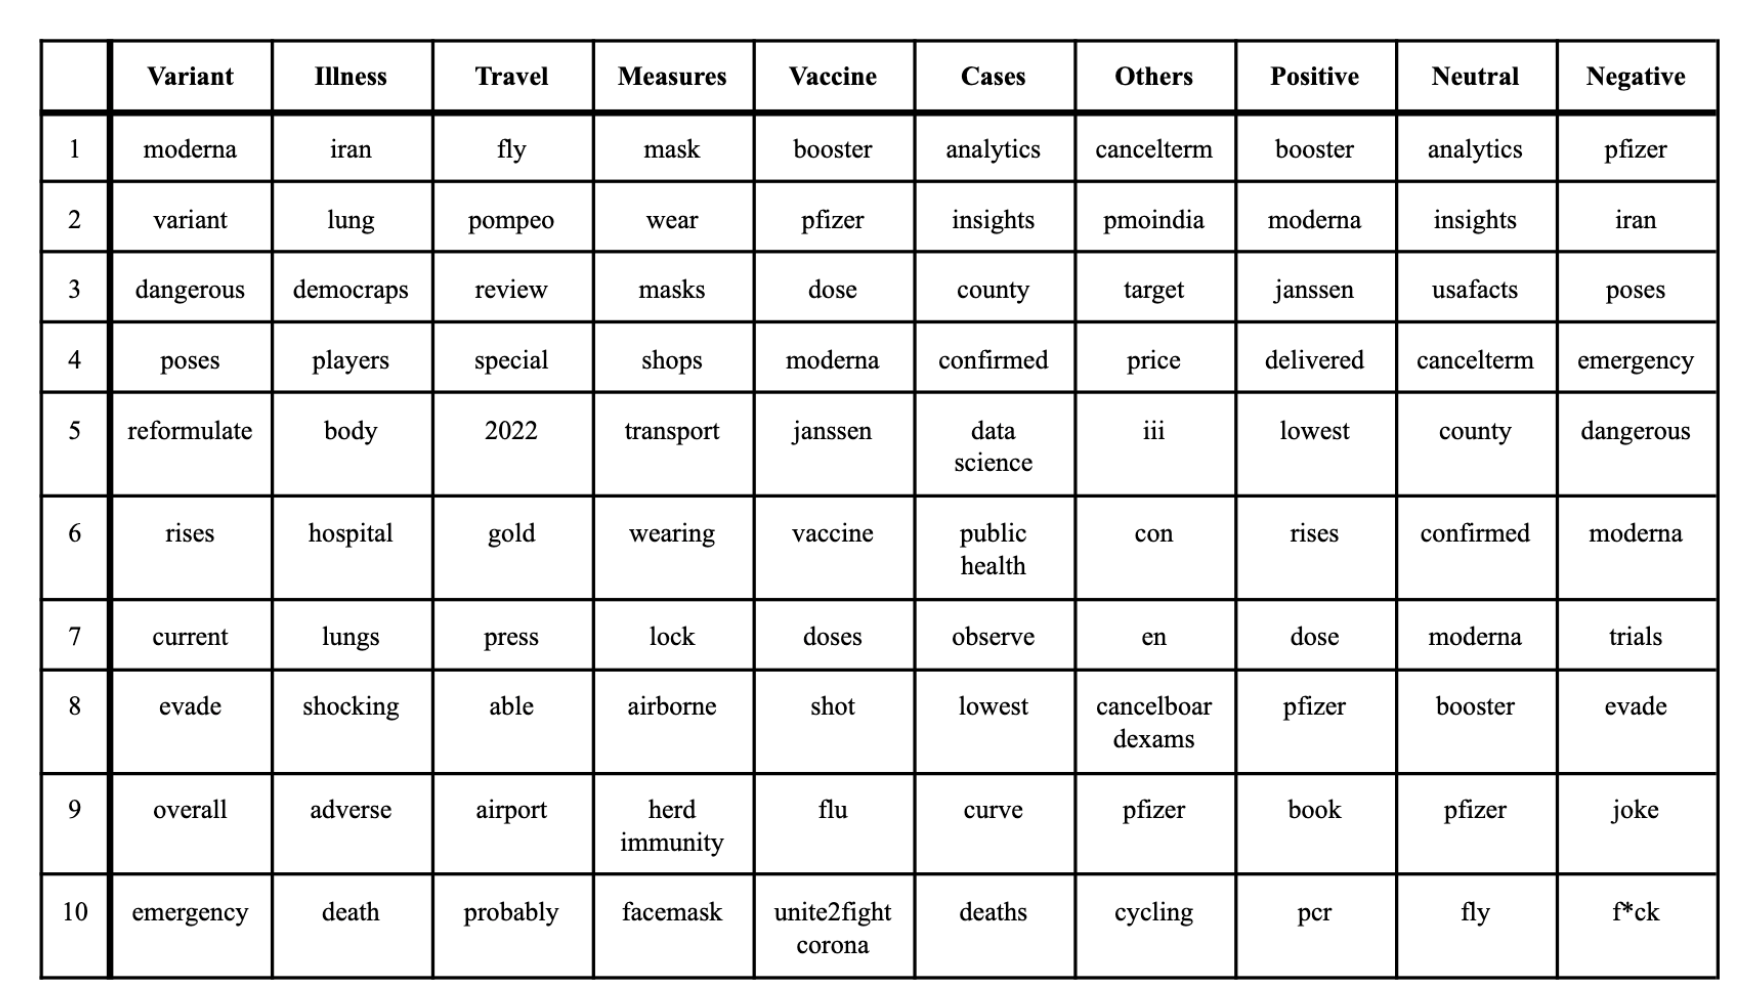 Variant Illness Travel Measures Vaccine Cases Others Positive Neutral Negative
1 moderna iran fly mask booster analytics cancelterm booster analytics pfizer
2 variant lung pompeo wear pfizer insights pmoindia moderna insights iran
3 dangerous democraps review masks dose county target janssen usafacts poses
4 poses players special shops moderna confirmed price delivered cancelterm emergency
5 reformulate body 2022 transport janssen data iii lowest county dangerous
science
6 rises hospital gold wearing vaccine public con rises confirmed moderna
health
7 current lungs press lock doses observe en dose moderna trials
8 evade shocking able airborne shot lowest cancelboar pfizer booster evade
dexams
9 overall adverse airport herd flu curve pfizer book pfizer joke
immunity
10 emergency death probably facemask unite2fight deaths cycling pcr fly f*ck
corona